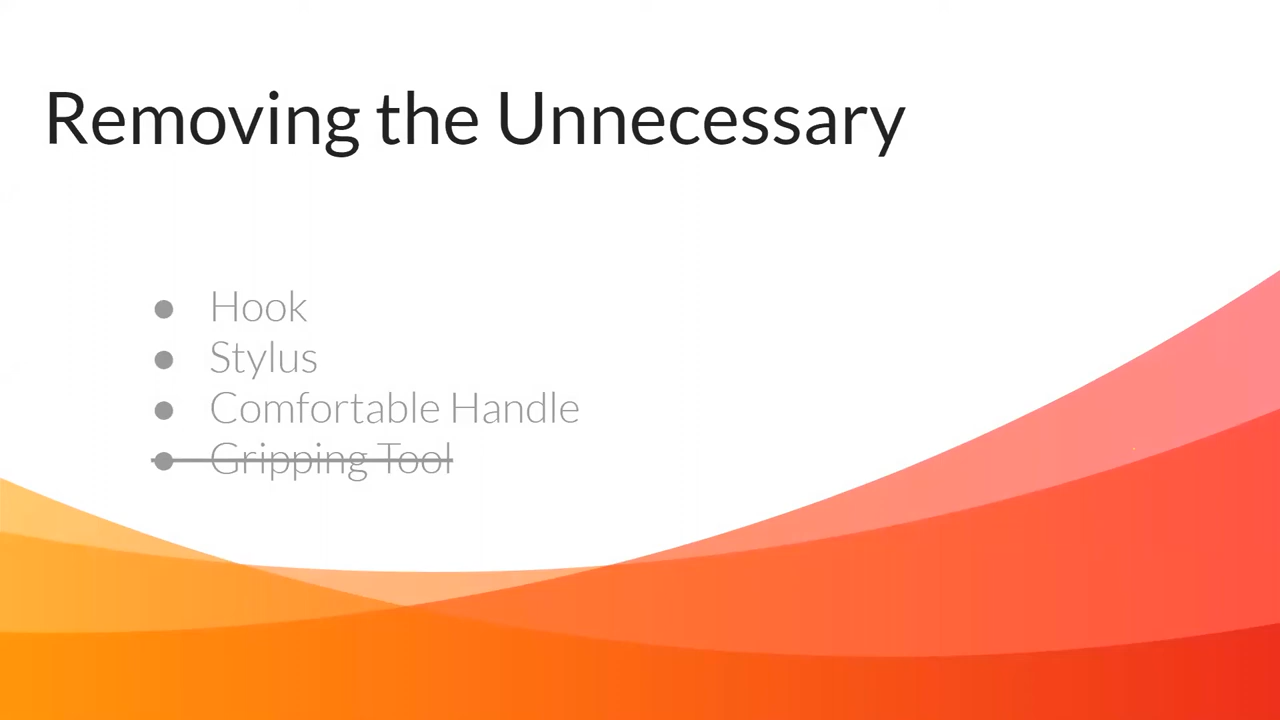 Removing the Unnecessary
● Hook
● Stylus
● Comfortable Handle
● Gripping Tool